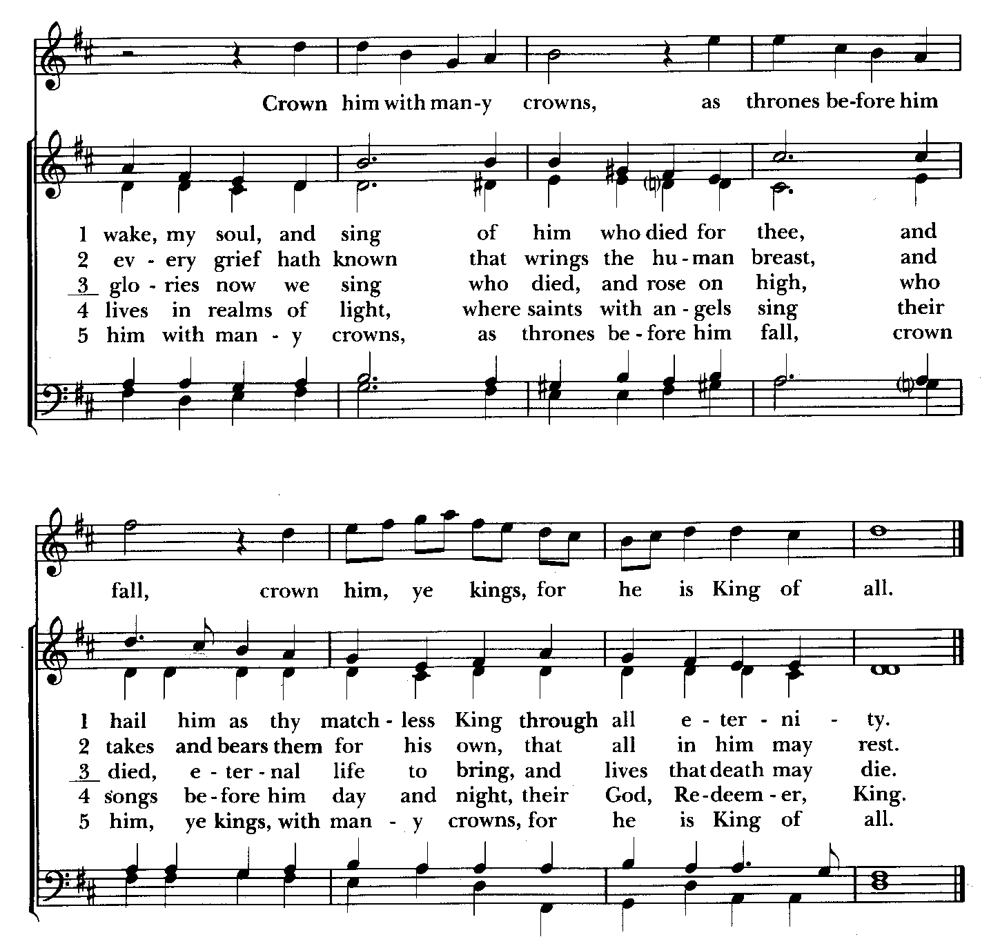 Crown him with man-y crowns, as thrones be-fore him
1 wake, my soul, and sing of him who died for thee, and
2 ev - ery grief hath known that wrings the hu - man breast, and
3 glo - ries now we sing who died, and rose on high, who
4 lives in realms of light, where saints with an - gels sing their
5 him with man - y crowns, as thrones be - fore him fall, crown
fall, crown him, ye kings, for he is King of all.
1 hail him as thy match - less King through all e - ter - ni - ty.
2 takes and bears them for his own, that all in him may rest.
3 died, e - ter - nal life to bring, and lives that death may die.
4 songs be - fore him day and night, their God, Re - deem - er, King.
5 him, ye kings, with man - y crowns, for he is King of all.